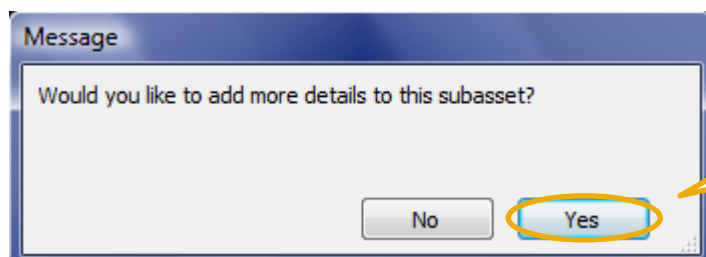 Message
Would you like to add more details to this subasset?
No
Yes